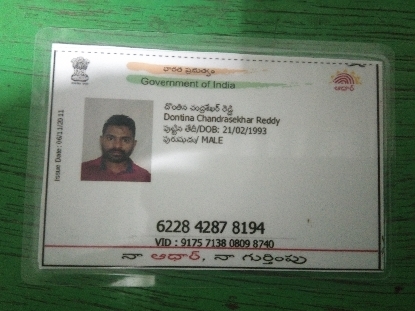 భారత ప్రభుత్వం
Government of India
ఆధార్
Issue Date: 06/11/2011
దొంతిన చంద్రశేఖర్ రెడ్డి
Dontina Chandrasekhar Reddy
పుట్టిన తేదీ/DOB: 21/02/1993
పురుషుడు/ MALE
6228 4287 8194
VID : 9175 7138 0809 8740
నా ఆధార్, నా గుర్తింపు